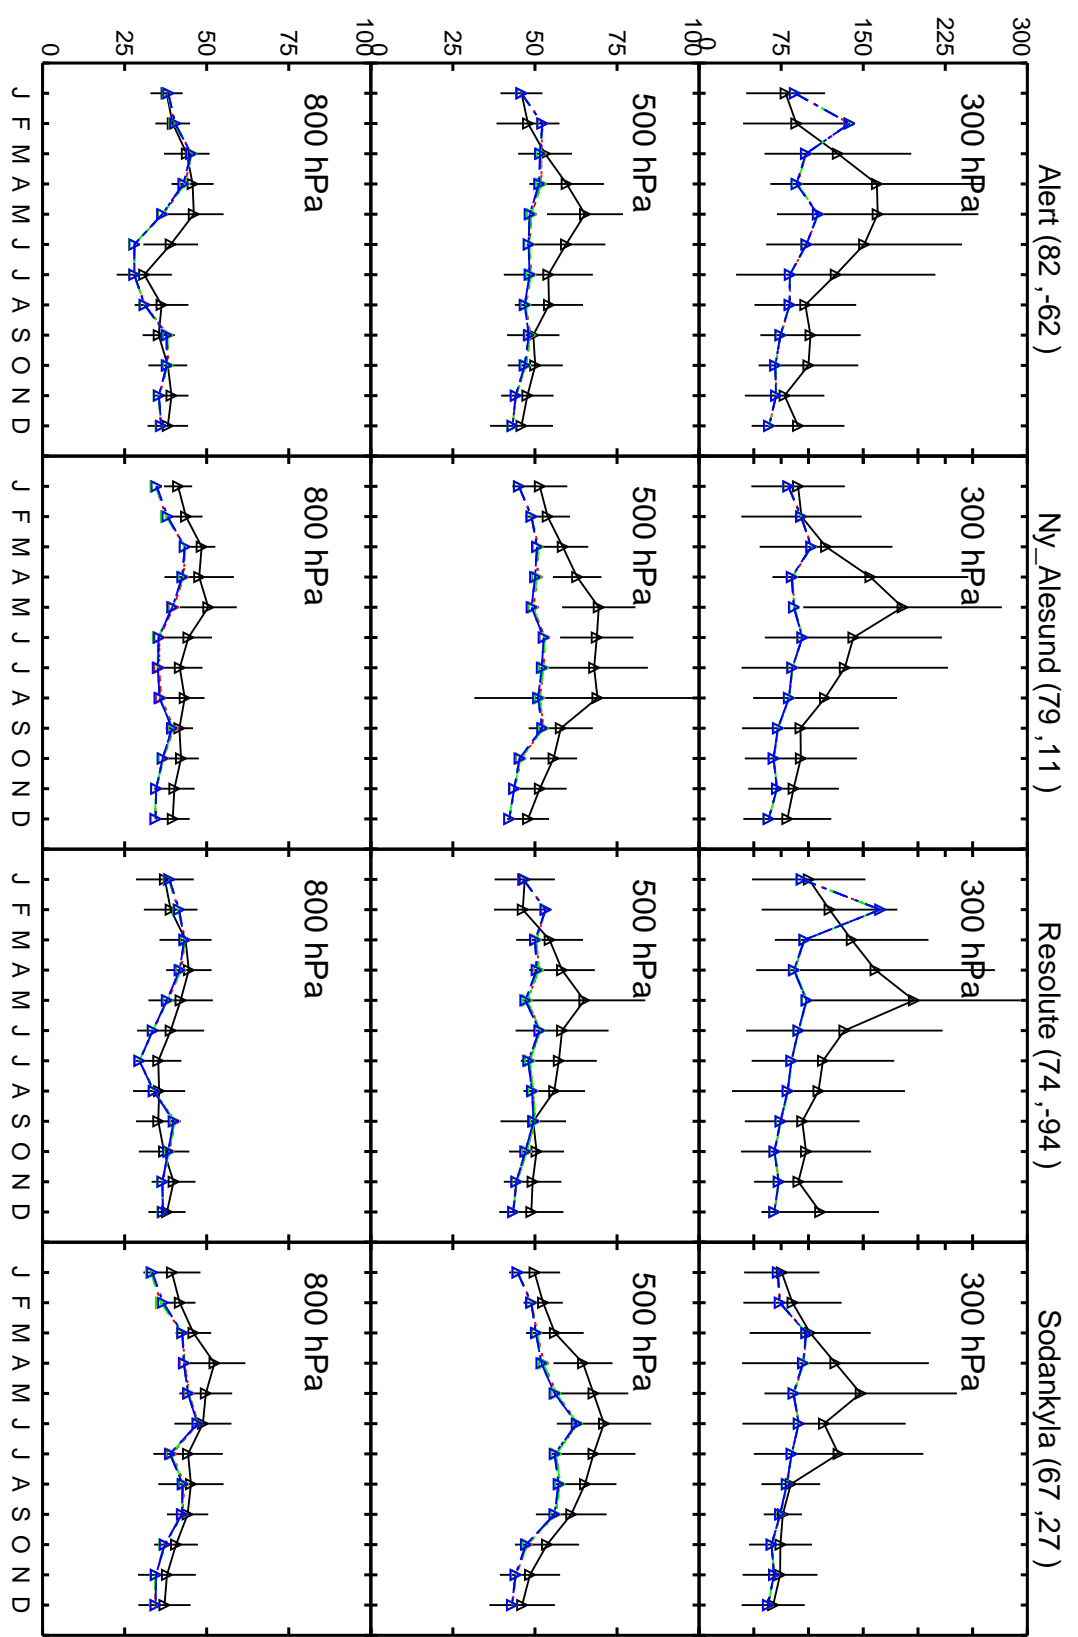 Alert (82 ,-62 )
Ny_Alesund (79 ,11 )
Resolute (74 ,-94 )
Sodankyla (67 ,27 )
300
225
150
75
0
300 hPa
300 hPa
300 hPa
300 hPa
100
75
50
25
0
500 hPa
500 hPa
500 hPa
500 hPa
100
75
50
25
0
800 hPa
800 hPa
800 hPa
800 hPa
J F M A M J J A S O N D
J F M A M J J A S O N D
J F M A M J J A S O N D
J F M A M J J A S O N D